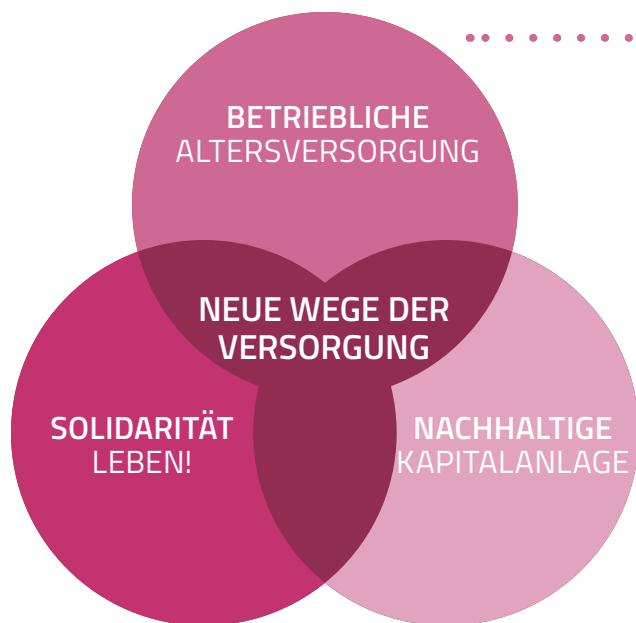 BETRIEBLICHE
ALTERSVERSORGUNG
NEUE WEGE DER
VERSORGUNG
SOLIDARITÄT
LEBEN!
NACHHALTIGE
KAPITALANLAGE